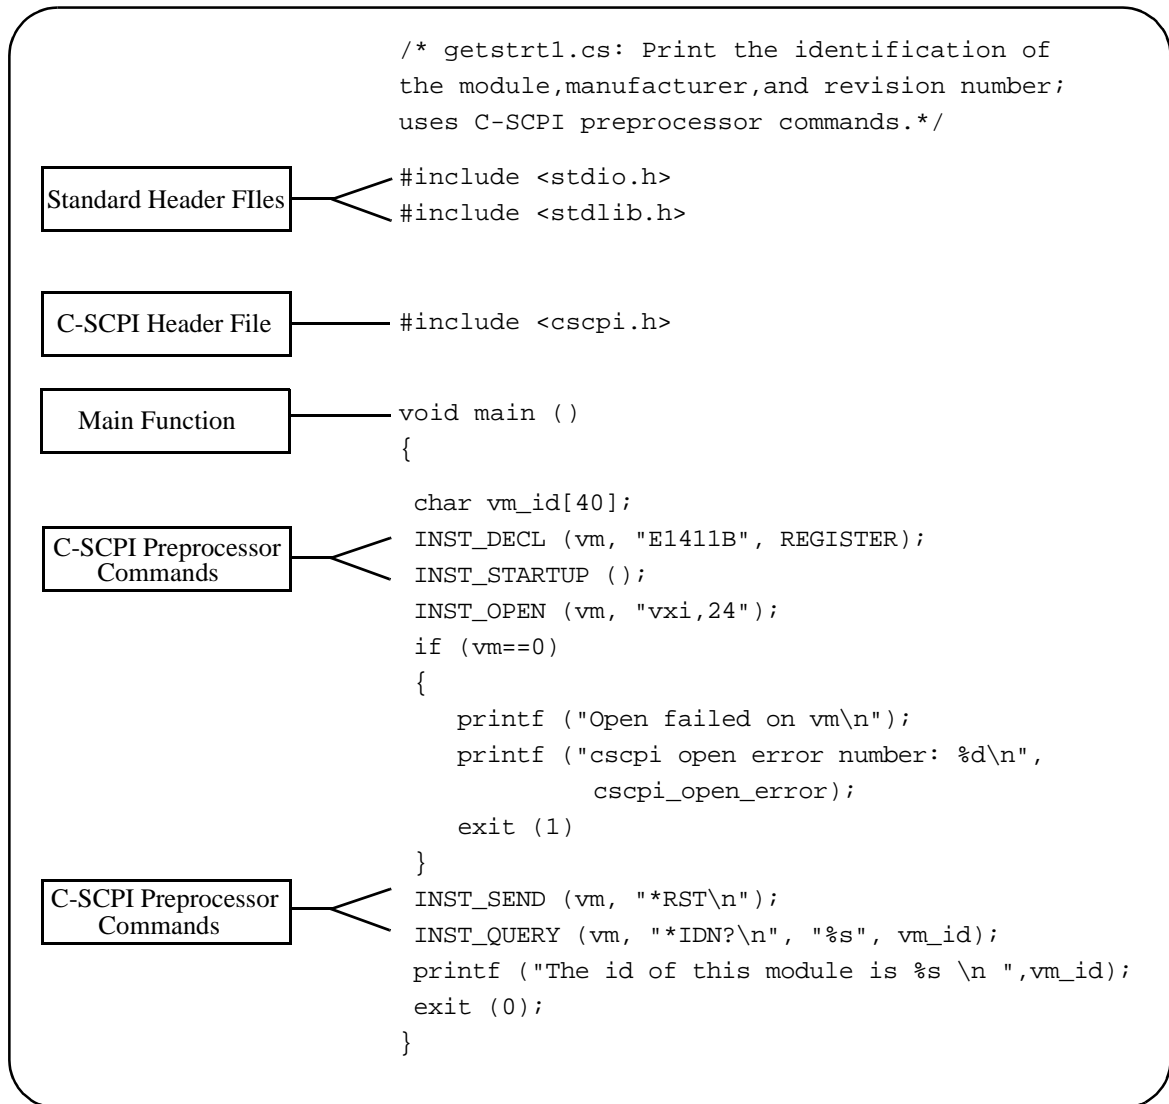 /* getstrt1.cs: Print the identification of
the module,manufacturer,and revision number;
uses C-SCPI preprocessor commands.*/
Standard Header FIles
#include <stdio.h>
#include <stdlib.h>
C-SCPI Header File
#include <cscpi.h>
Main Function
void main ()
{
char vm_id[40];
C-SCPI Preprocessor
Commands
INST_DECL (vm, "E1411B", REGISTER);
INST_STARTUP ();
INST_OPEN (vm, "vxi,24");
if (vm==0)
{
printf ("Open failed on vm\n");
printf ("cscpi open error number: %d\n",
cscpi_open_error);
exit (1)
}
C-SCPI Preprocessor
Commands
INST_SEND (vm, "*RST\n");
INST_QUERY (vm, "*IDN?\n", "%s", vm_id);
printf ("The id of this module is %s \n ",vm_id);
exit (0);
}